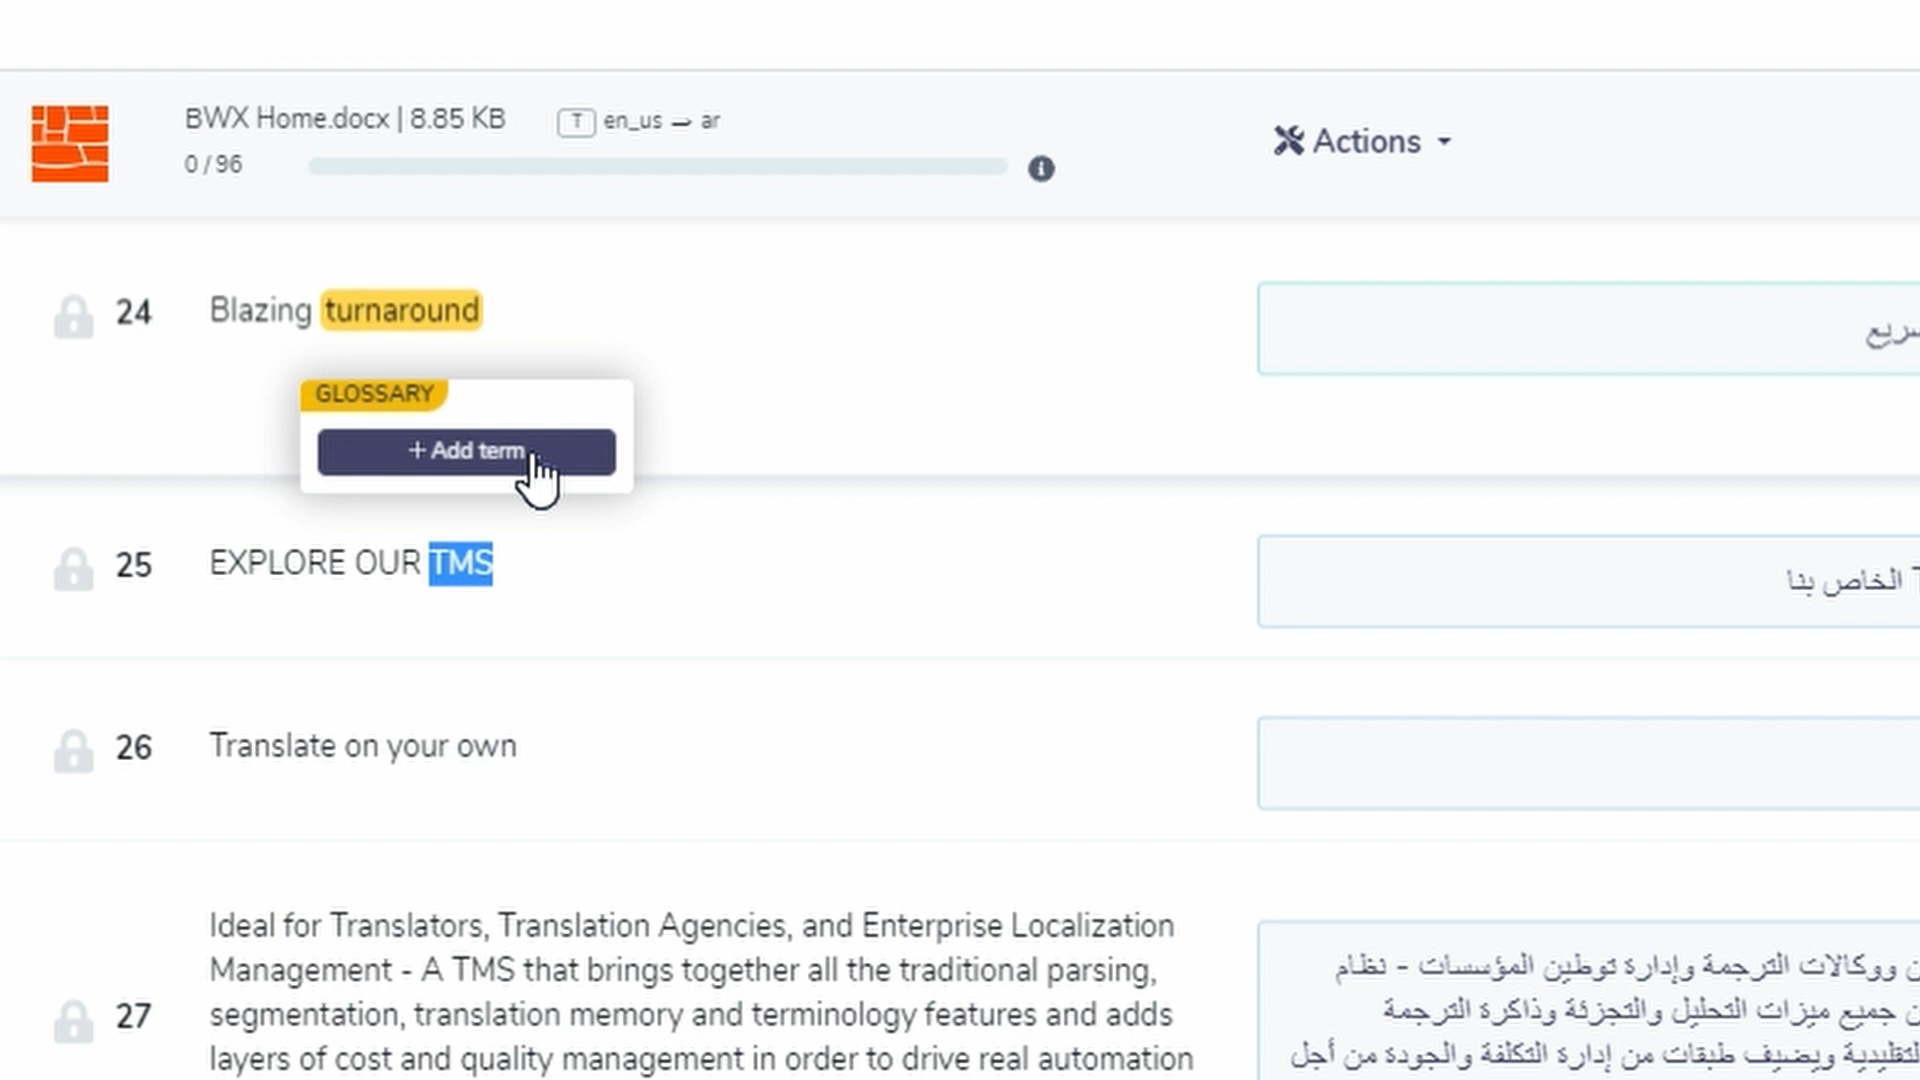 BWX Home.docx | 8.85 KB
T en_us → ar
0 / 96
Actions
24 Blazing turnaround
GLOSSARY
+ Add term
25 EXPLORE OUR TMS
الخاص بنا
26 Translate on your own
27
Ideal for Translators, Translation Agencies, and Enterprise Localization
Management - A TMS that brings together all the traditional parsing,
segmentation, translation memory and terminology features and adds
layers of cost and quality management in order to drive real automation
ووكالات الترجمة وإدارة توطين المؤسسات - نظام
جميع ميزات التحليل والتجزئة وذاكرة الترجمة
ويضيف طبقات من إدارة التكلفة والجودة من أجل